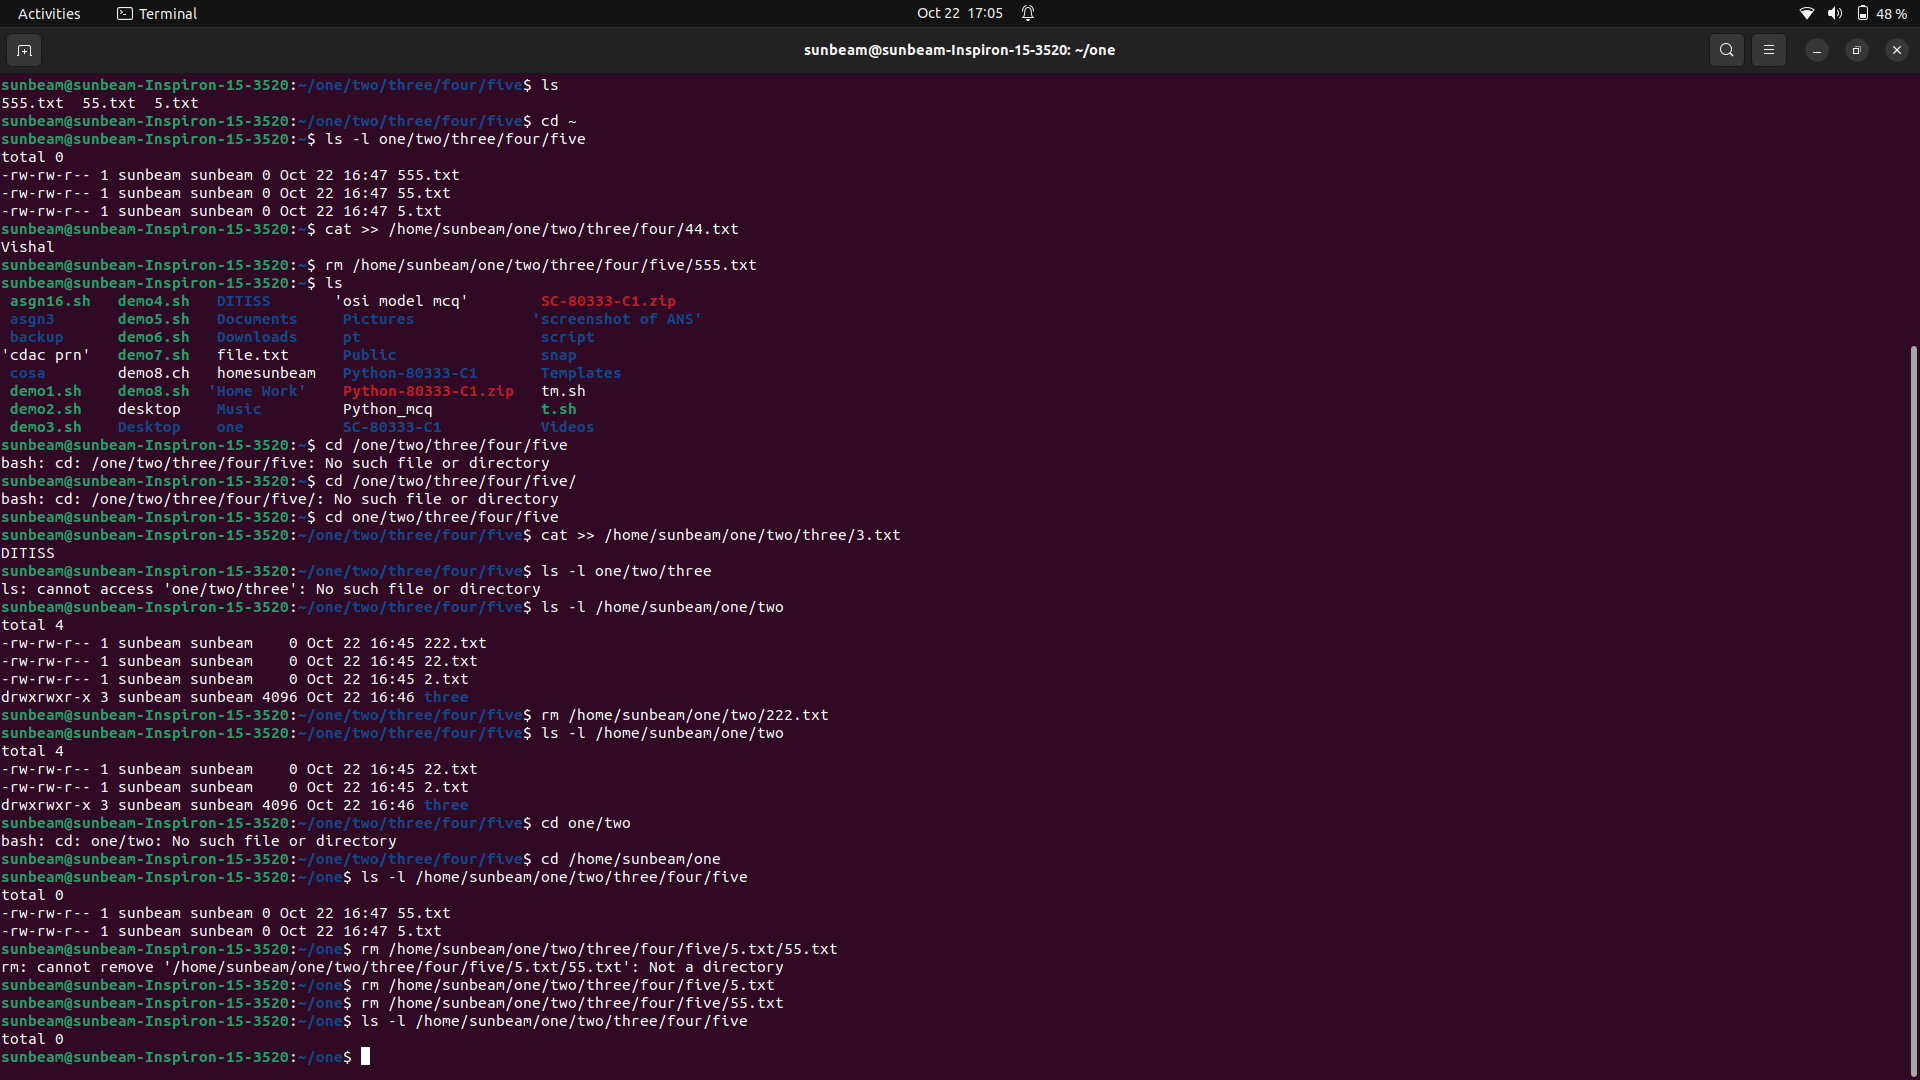 Activities Terminal Oct 22 17:05 48 %
sunbeam@sunbeam-Inspiron-15-3520: ~/one
sunbeam@sunbeam-Inspiron-15-3520:~/one/two/three/four/five$ ls
555.txt  55.txt  5.txt
sunbeam@sunbeam-Inspiron-15-3520:~/one/two/three/four/five$ cd ~
sunbeam@sunbeam-Inspiron-15-3520:~$ ls -l one/two/three/four/five
total 0
-rw-rw-r-- 1 sunbeam sunbeam 0 Oct 22 16:47 555.txt
-rw-rw-r-- 1 sunbeam sunbeam 0 Oct 22 16:47 55.txt
-rw-rw-r-- 1 sunbeam sunbeam 0 Oct 22 16:47 5.txt
sunbeam@sunbeam-Inspiron-15-3520:~$ cat >> /home/sunbeam/one/two/three/four/44.txt
Vishal
sunbeam@sunbeam-Inspiron-15-3520:~$ rm /home/sunbeam/one/two/three/four/five/555.txt
sunbeam@sunbeam-Inspiron-15-3520:~$ ls
 asgn16.sh   demo4.sh   DITISS       'osi model mcq'        SC-80333-C1.zip
 asgn3       demo5.sh   Documents     Pictures             'screenshot of ANS'
 backup      demo6.sh   Downloads     pt                    script
'cdac prn'   demo7.sh   file.txt      Public                snap
 cosa        demo8.ch   homesunbeam   Python-80333-C1       Templates
 demo1.sh    demo8.sh  'Home Work'    Python-80333-C1.zip   tm.sh
 demo2.sh    desktop    Music         Python_mcq            t.sh
 demo3.sh    Desktop    one           SC-80333-C1           Videos
sunbeam@sunbeam-Inspiron-15-3520:~$ cd /one/two/three/four/five
bash: cd: /one/two/three/four/five: No such file or directory
sunbeam@sunbeam-Inspiron-15-3520:~$ cd /one/two/three/four/five/
bash: cd: /one/two/three/four/five/: No such file or directory
sunbeam@sunbeam-Inspiron-15-3520:~$ cd one/two/three/four/five
sunbeam@sunbeam-Inspiron-15-3520:~/one/two/three/four/five$ cat >> /home/sunbeam/one/two/three/3.txt
DITISS
sunbeam@sunbeam-Inspiron-15-3520:~/one/two/three/four/five$ ls -l one/two/three
ls: cannot access 'one/two/three': No such file or directory
sunbeam@sunbeam-Inspiron-15-3520:~/one/two/three/four/five$ ls -l /home/sunbeam/one/two
total 4
-rw-rw-r-- 1 sunbeam sunbeam    0 Oct 22 16:45 222.txt
-rw-rw-r-- 1 sunbeam sunbeam    0 Oct 22 16:45 22.txt
-rw-rw-r-- 1 sunbeam sunbeam    0 Oct 22 16:45 2.txt
drwxrwxr-x 3 sunbeam sunbeam 4096 Oct 22 16:46 three
sunbeam@sunbeam-Inspiron-15-3520:~/one/two/three/four/five$ rm /home/sunbeam/one/two/222.txt
sunbeam@sunbeam-Inspiron-15-3520:~/one/two/three/four/five$ ls -l /home/sunbeam/one/two
total 4
-rw-rw-r-- 1 sunbeam sunbeam    0 Oct 22 16:45 22.txt
-rw-rw-r-- 1 sunbeam sunbeam    0 Oct 22 16:45 2.txt
drwxrwxr-x 3 sunbeam sunbeam 4096 Oct 22 16:46 three
sunbeam@sunbeam-Inspiron-15-3520:~/one/two/three/four/five$ cd one/two
bash: cd: one/two: No such file or directory
sunbeam@sunbeam-Inspiron-15-3520:~/one/two/three/four/five$ cd /home/sunbeam/one
sunbeam@sunbeam-Inspiron-15-3520:~/one$ ls -l /home/sunbeam/one/two/three/four/five
total 0
-rw-rw-r-- 1 sunbeam sunbeam 0 Oct 22 16:47 55.txt
-rw-rw-r-- 1 sunbeam sunbeam 0 Oct 22 16:47 5.txt
sunbeam@sunbeam-Inspiron-15-3520:~/one$ rm /home/sunbeam/one/two/three/four/five/5.txt/55.txt
rm: cannot remove '/home/sunbeam/one/two/three/four/five/5.txt/55.txt': Not a directory
sunbeam@sunbeam-Inspiron-15-3520:~/one$ rm /home/sunbeam/one/two/three/four/five/5.txt
sunbeam@sunbeam-Inspiron-15-3520:~/one$ rm /home/sunbeam/one/two/three/four/five/55.txt
sunbeam@sunbeam-Inspiron-15-3520:~/one$ ls -l /home/sunbeam/one/two/three/four/five
total 0
sunbeam@sunbeam-Inspiron-15-3520:~/one$